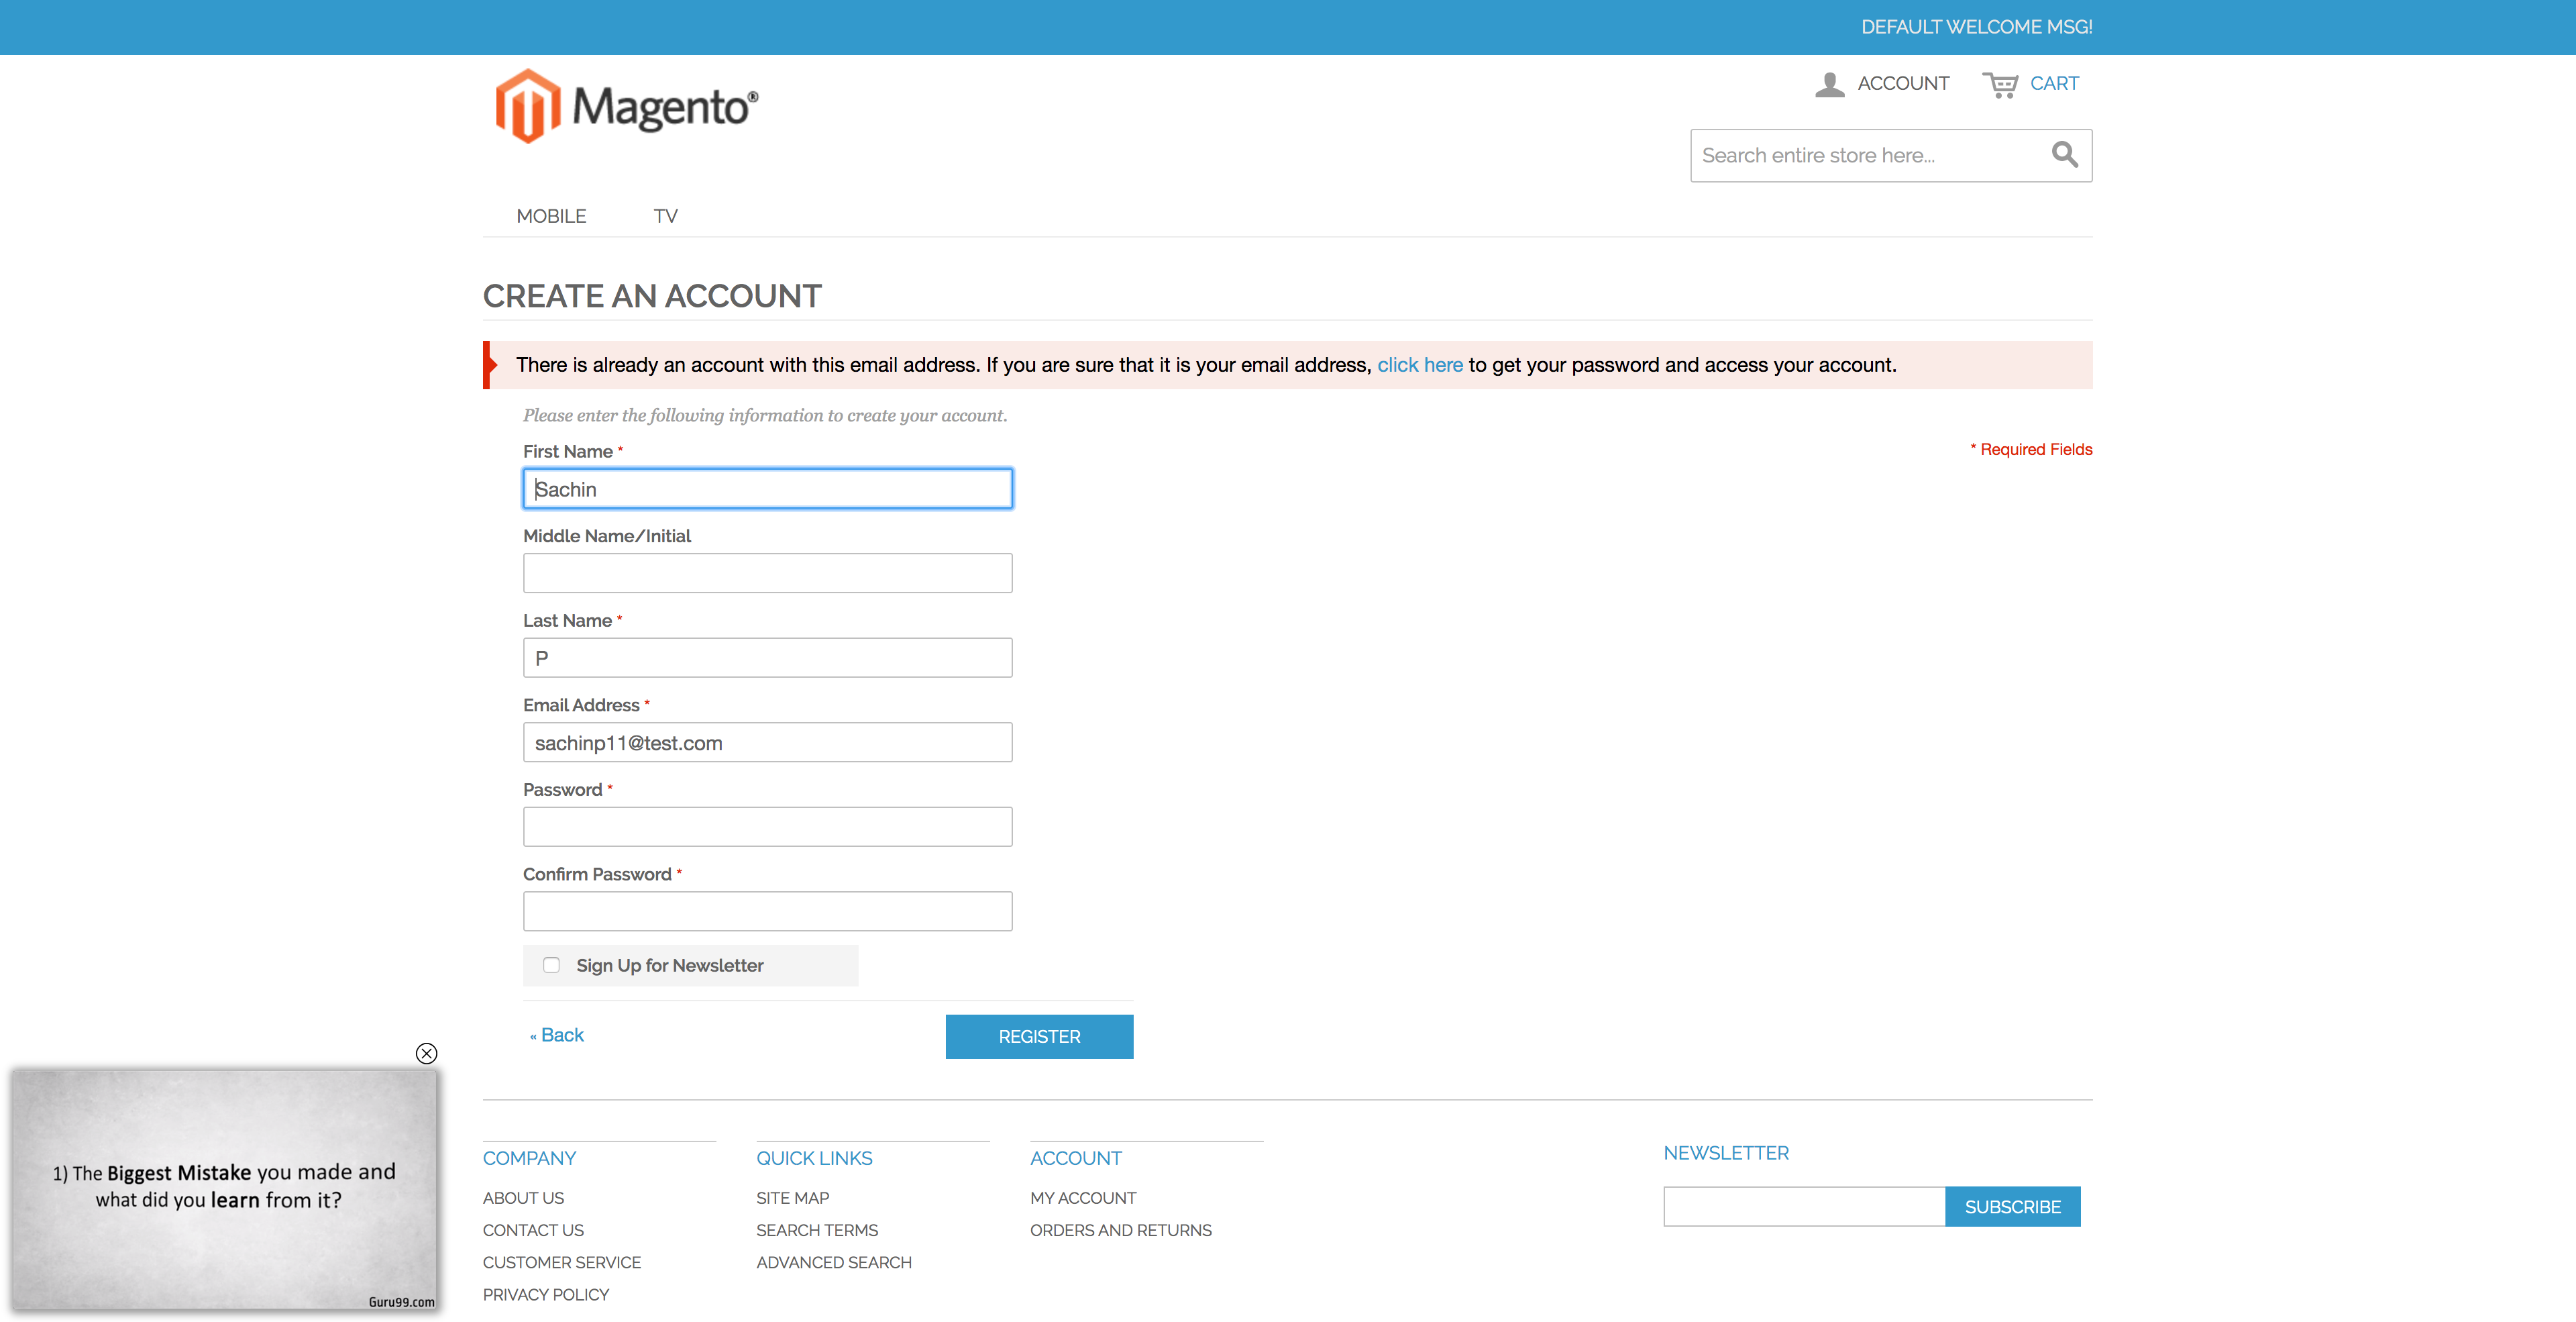 DEFAULT WELCOME MSG!
Magento®
ACCOUNT
CART
Search entire store here...
MOBILE
TV
CREATE AN ACCOUNT
There is already an account with this email address. If you are sure that it is your email address, click here to get your password and access your account.
Please enter the following information to create your account.
First Name *
* Required Fields
Sachin
Middle Name/Initial
Last Name *
P
Email Address *
sachinp11@test.com
Password *
Confirm Password *
Sign Up for Newsletter
« Back
REGISTER
1) The Biggest Mistake you made and
what did you learn from it?
Guru99.com
COMPANY
ABOUT US
CONTACT US
CUSTOMER SERVICE
PRIVACY POLICY
QUICK LINKS
SITE MAP
SEARCH TERMS
ADVANCED SEARCH
ACCOUNT
MY ACCOUNT
ORDERS AND RETURNS
NEWSLETTER
SUBSCRIBE